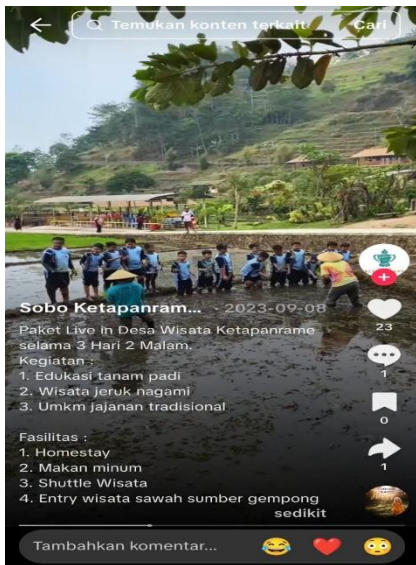 Temukan konten terkait
Cari
Sobo Ketapanram... · 2023-09-08
Paket Live in Desa Wisata Ketapanrame
selama 3 Hari 2 Malam.
Kegiatan :
1. Edukasi tanam padi
2. Wisata jeruk nagami
3. Umkm jajanan tradisional
Fasilitas :
1. Homestay
2. Makan minum
3. Shuttle Wisata
4. Entry wisata sawah sumber gempong
sedikit
23
1
0
1
Tambahkan komentar...